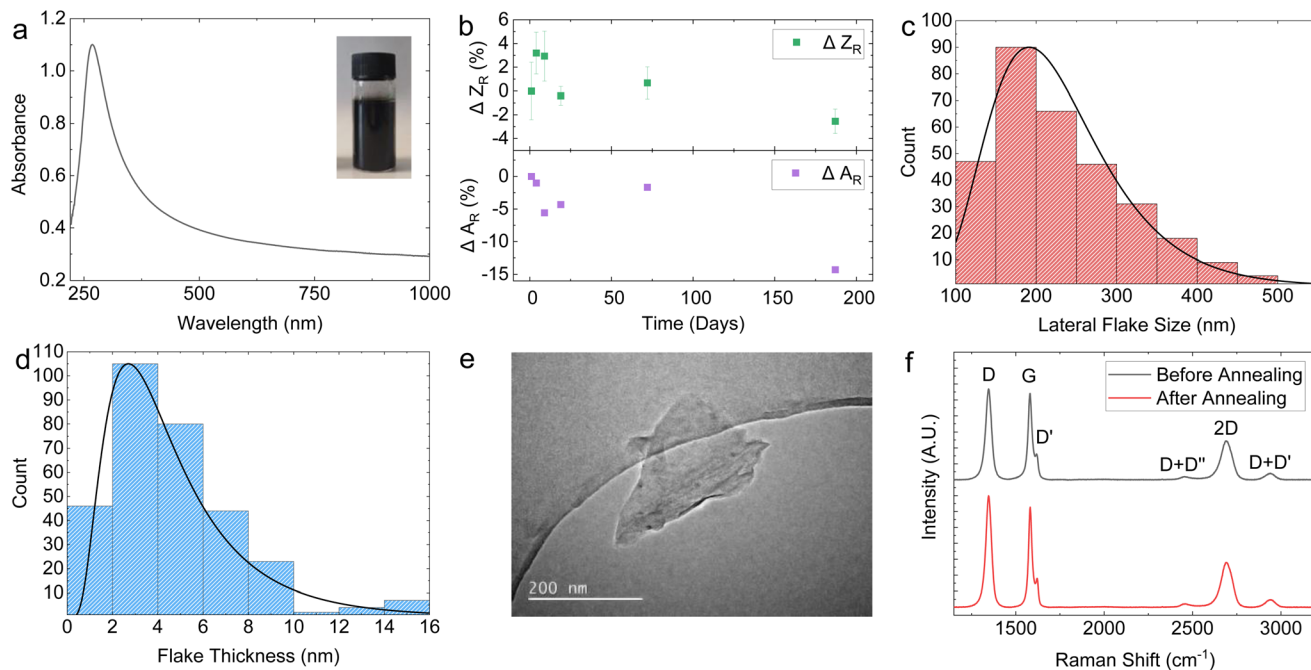 a
1.2
1.0
0.8
0.6
0.4
0.2
Absorbance
250 500 750 1000
Wavelength (nm)
b
6
4
2
0
-2
-4
Δ Z_R (%)
Δ Z_R
0
-5
-10
-15
Δ A_R (%)
Δ A_R
0 50 100 150 200
Time (Days)
c
100
90
80
70
60
50
40
30
20
10
Count
100 200 300 400 500
Lateral Flake Size (nm)
d
110
100
90
80
70
60
50
40
30
20
10
Count
0 2 4 6 8 10 12 14 16
Flake Thickness (nm)
e
200 nm
f
Before Annealing
After Annealing
D G D' D+D" 2D D+D'
Intensity (A.U.)
1500 2000 2500 3000
Raman Shift (cm⁻¹)